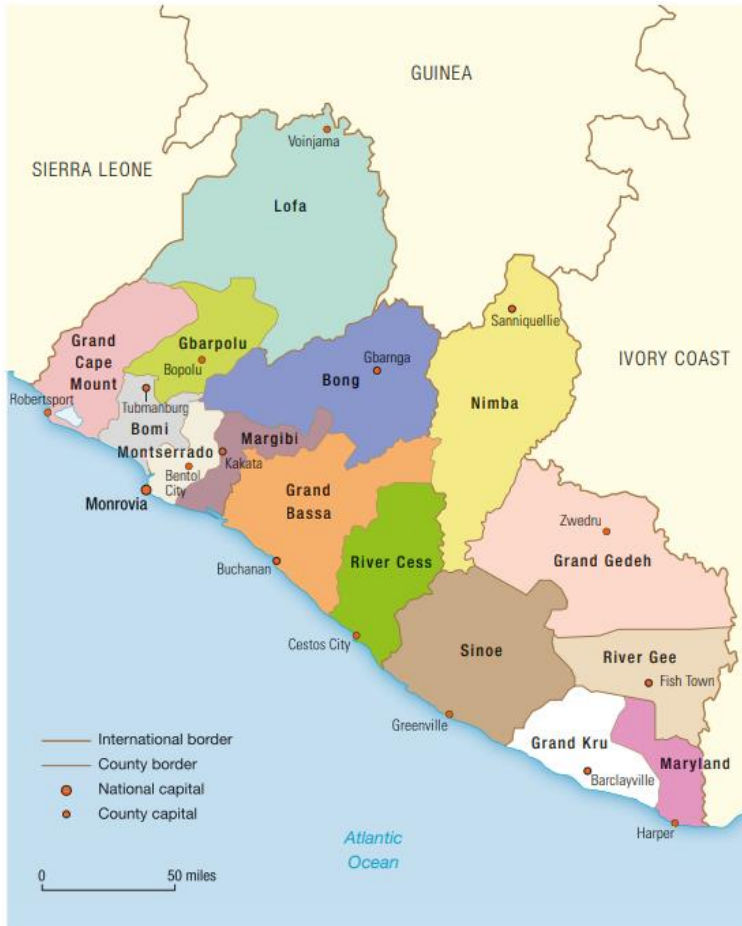 GUINEA
Voinjama
SIERRA LEONE
Lofa
Sanniquellie
Grand
Cape
Mount
Gbarpolu
Bopolu
Gbarnga
Bong
IVORY COAST
Nimba
Robertsport
Tubmanburg
Bomi
Margibi
Montserrado
Kakata
Bentol
City
Monrovia
Grand
Bassa
Zwedru
Grand Gedeh
Buchanan
River Cess
Cestos City
Sinoe
River Gee
Fish Town
Greenville
Grand Kru
Maryland
Barclayville
Harper
International border
County border
National capital
County capital
Atlantic
Ocean
0 50 miles